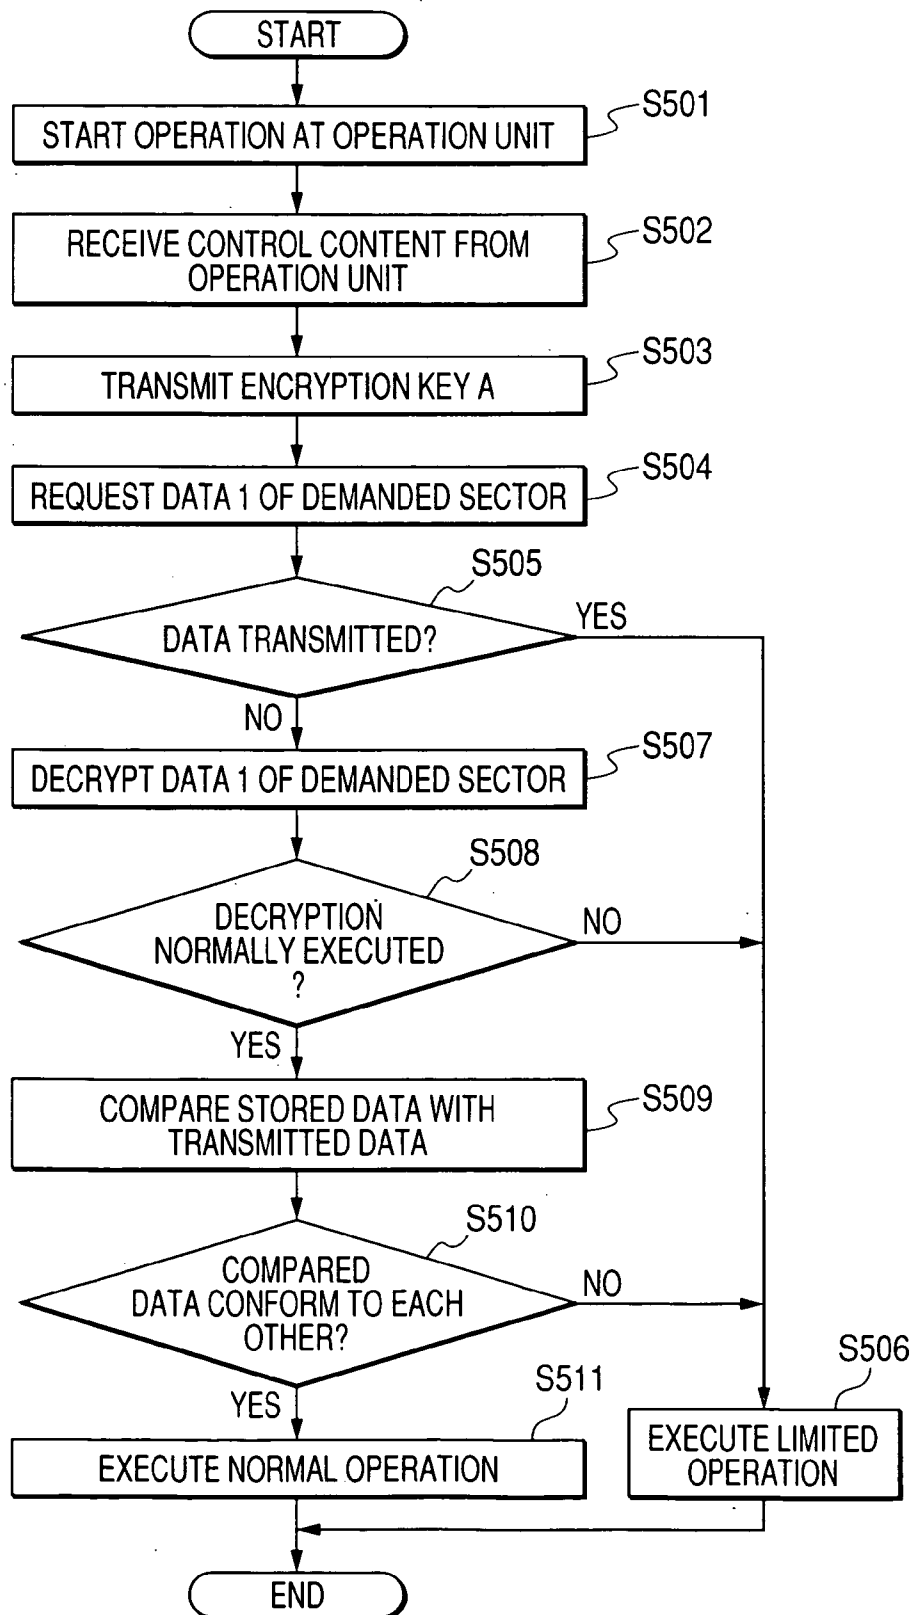 START
S501
START OPERATION AT OPERATION UNIT
S502
RECEIVE CONTROL CONTENT FROM
OPERATION UNIT
S503
TRANSMIT ENCRYPTION KEY A
S504
REQUEST DATA 1 OF DEMANDED SECTOR
S505
DATA TRANSMITTED?
YES
NO
S507
DECRYPT DATA 1 OF DEMANDED SECTOR
S508
DECRYPTION
NORMALLY EXECUTED
?
NO
YES
S509
COMPARE STORED DATA WITH
TRANSMITTED DATA
S510
COMPARED
DATA CONFORM TO EACH
OTHER?
NO
YES
S511
EXECUTE NORMAL OPERATION
S506
EXECUTE LIMITED
OPERATION
END